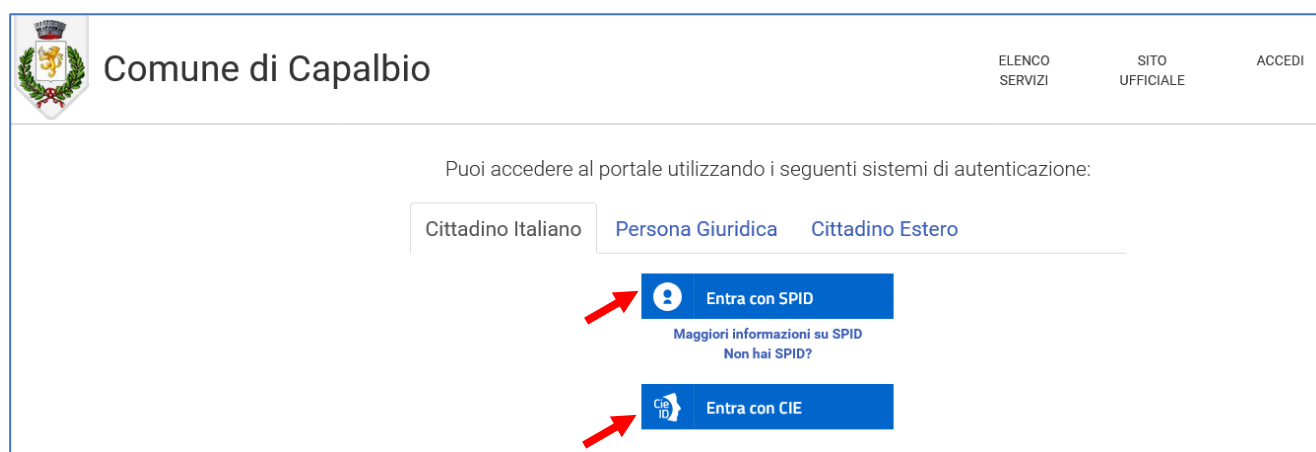 Comune di Capalbio
ELENCO
SERVIZI
SITO
UFFICIALE
ACCEDI
Puoi accedere al portale utilizzando i seguenti sistemi di autenticazione:
Cittadino Italiano
Persona Giuridica
Cittadino Estero
Entra con SPID
Maggiori informazioni su SPID
Non hai SPID?
Cie
ID
Entra con CIE